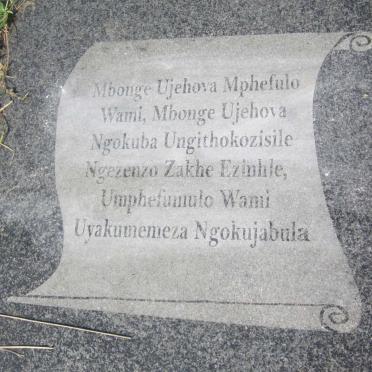 Mbonge Ujehova Mphefulo
Wami, Mbonge Ujehova
Ngokuba Ungithokozisile
Ngezenzo Zakhe Ezinhle,
Umphefumulo Wami
Uyakumemeza Ngokujabula